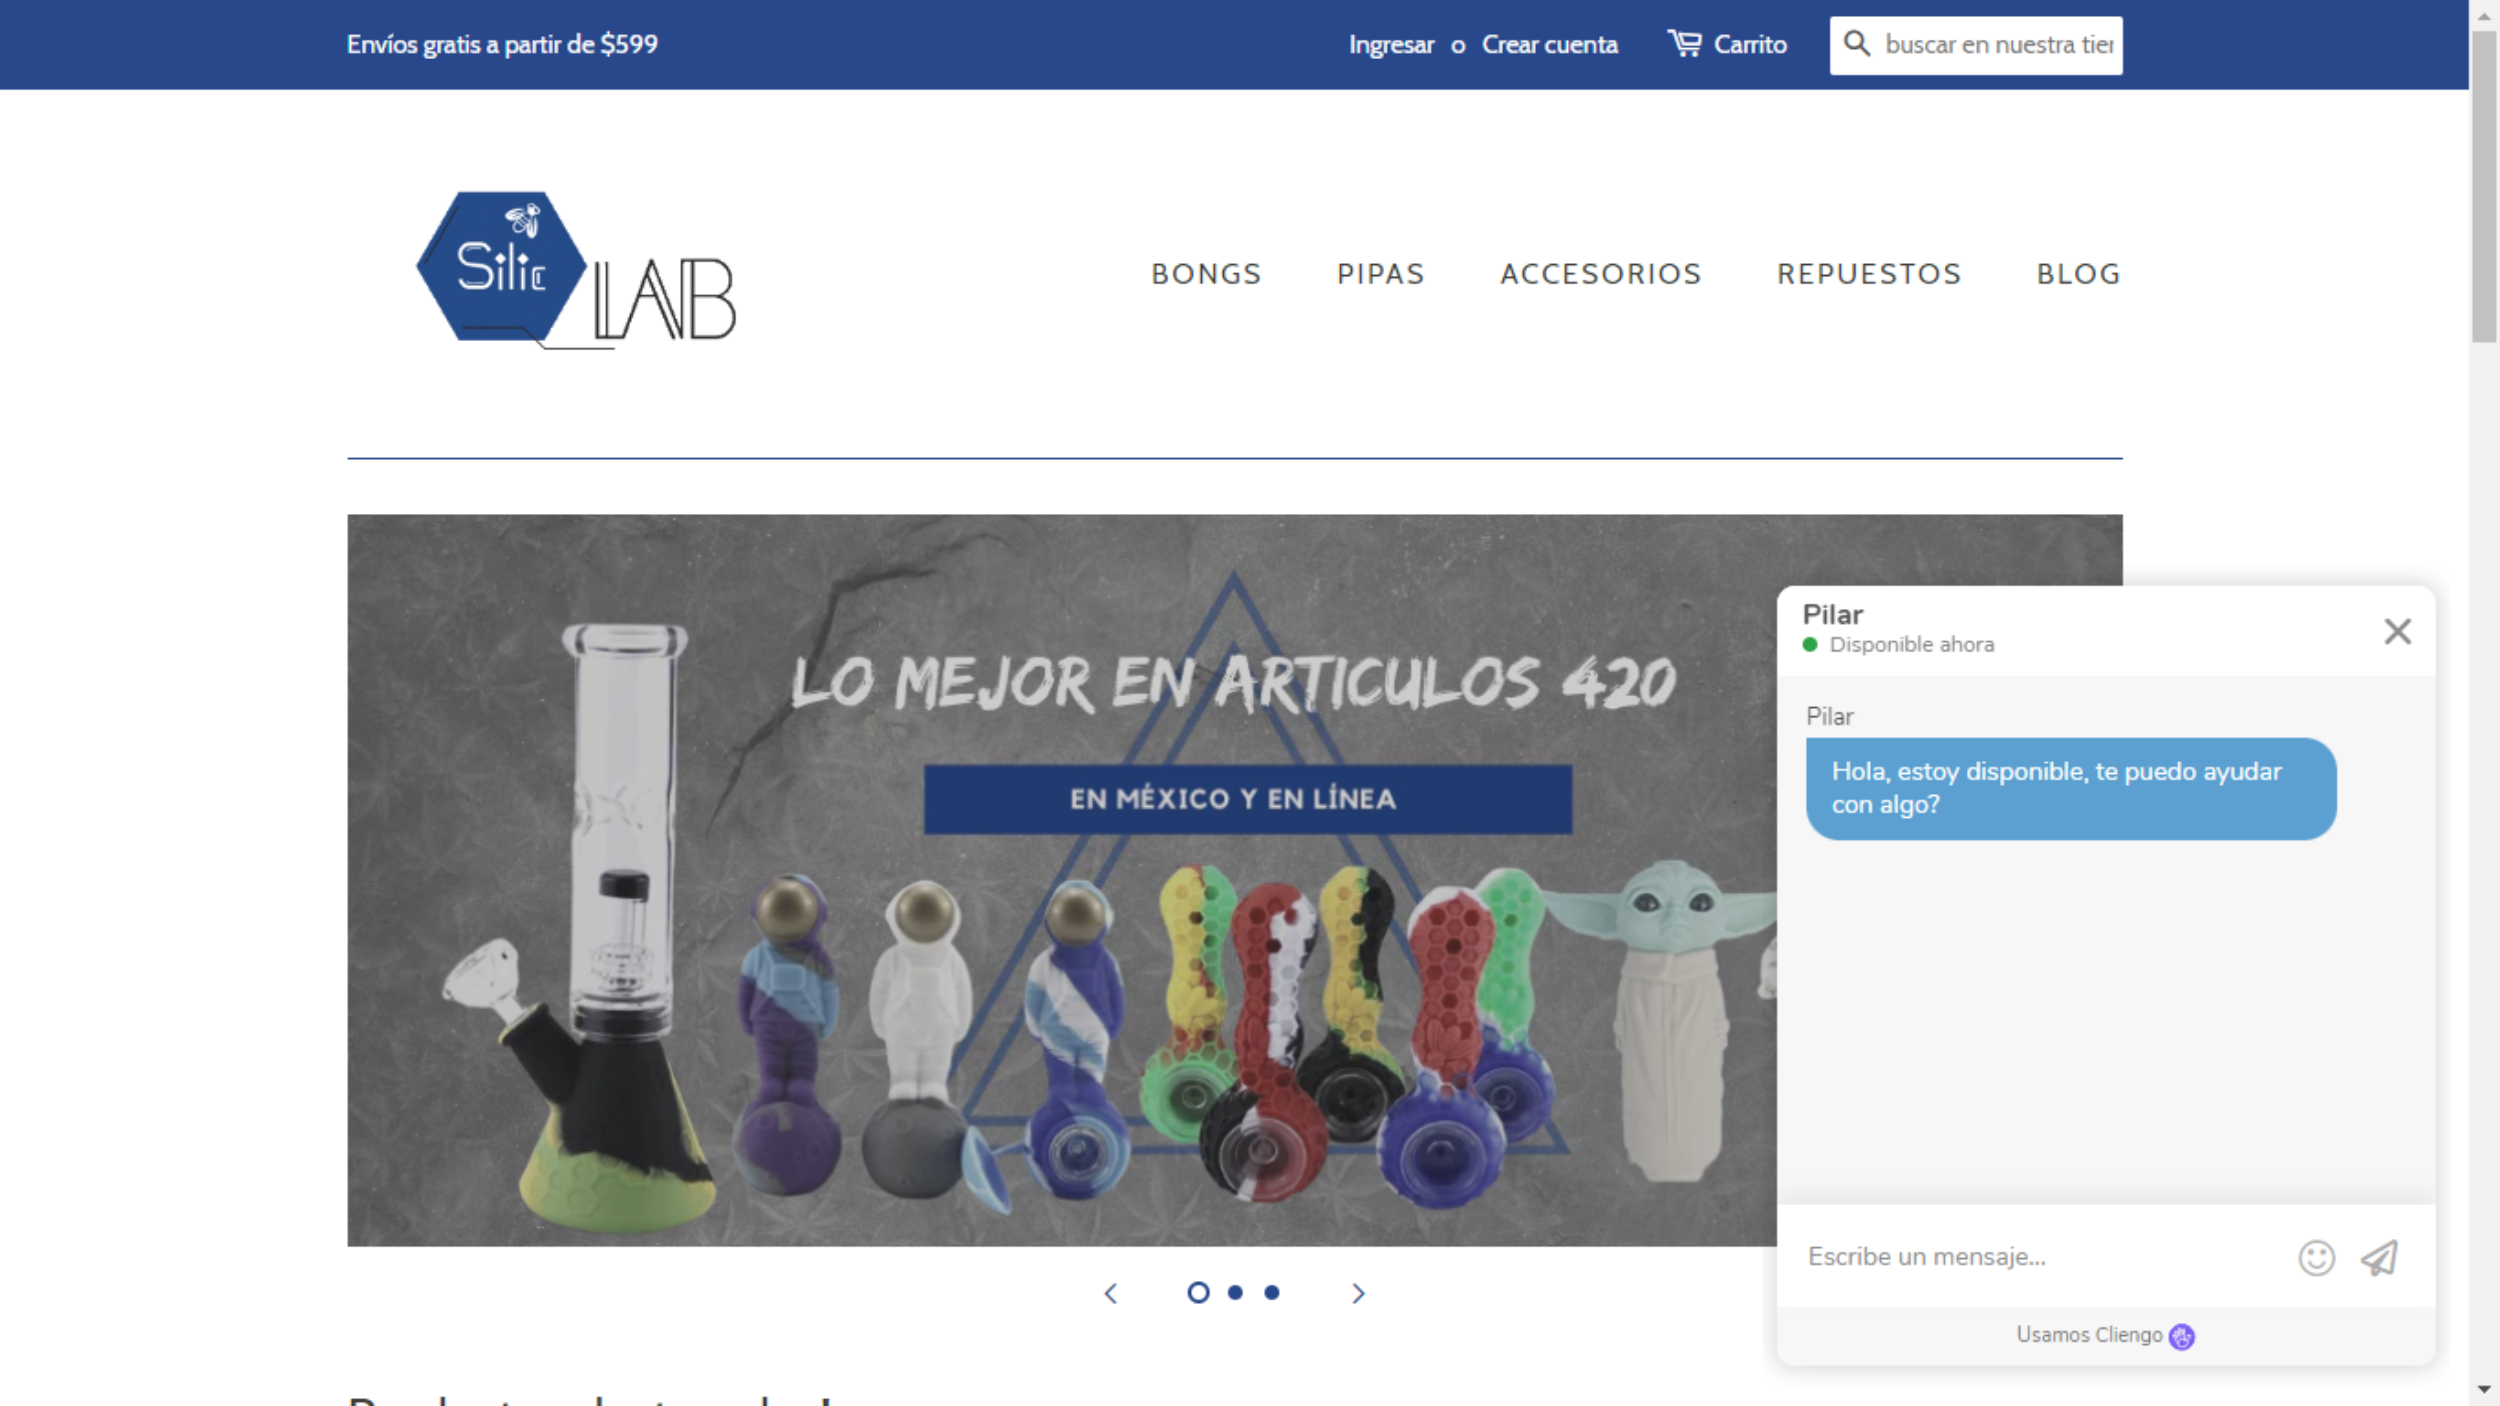 Envíos gratis a partir de $599
Ingresar o Crear cuenta
Carrito
buscar en nuestra tier
Silic
LAB
BONGS
PIPAS
ACCESORIOS
REPUESTOS
BLOG
LO MEJOR EN ARTICULOS 420
EN MÉXICO Y EN LÍNEA
Pilar
Disponible ahora
Pilar
Hola, estoy disponible, te puedo ayudar
con algo?
Escribe un mensaje...
Usamos Cliengo